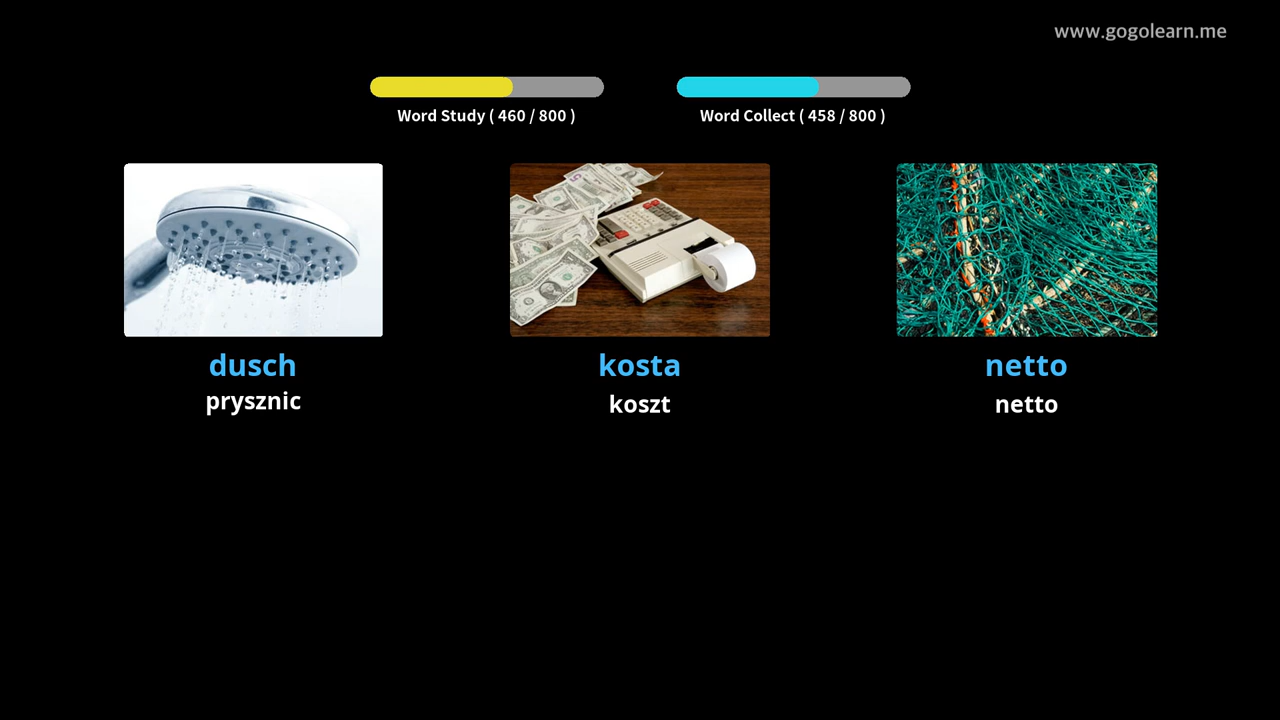 www.gogolearn.me
Word Study ( 460 / 800 )
Word Collect ( 458 / 800 )
dusch
prysznic
kosta
koszt
netto
netto